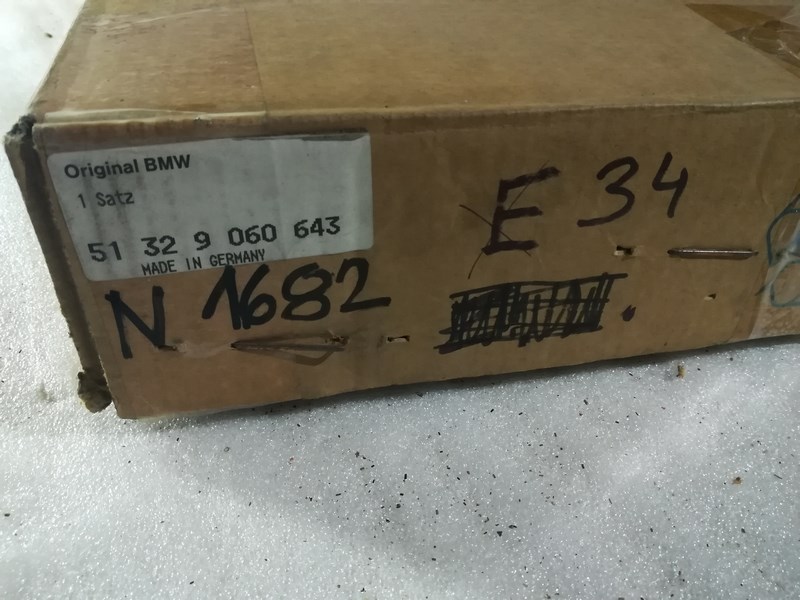 Original BMW
1 Satz
51 32 9 060 643
MADE IN GERMANY
N 1682
E 34